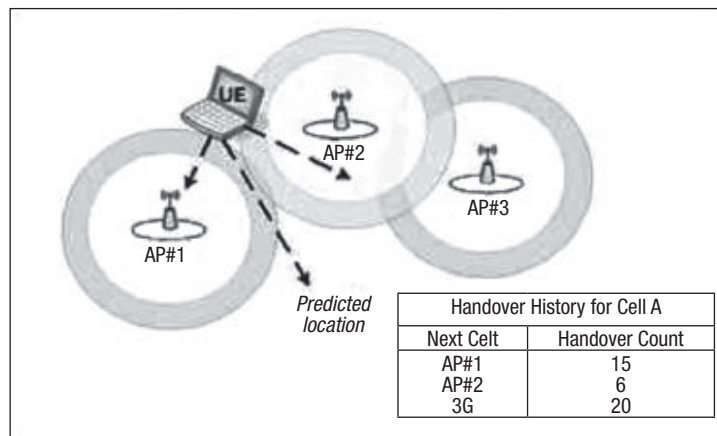 UE
AP#2
AP#3
AP#1
Predicted
location
Handover History for Cell A
Next Celt Handover Count
AP#1 15
AP#2 6
3G 20